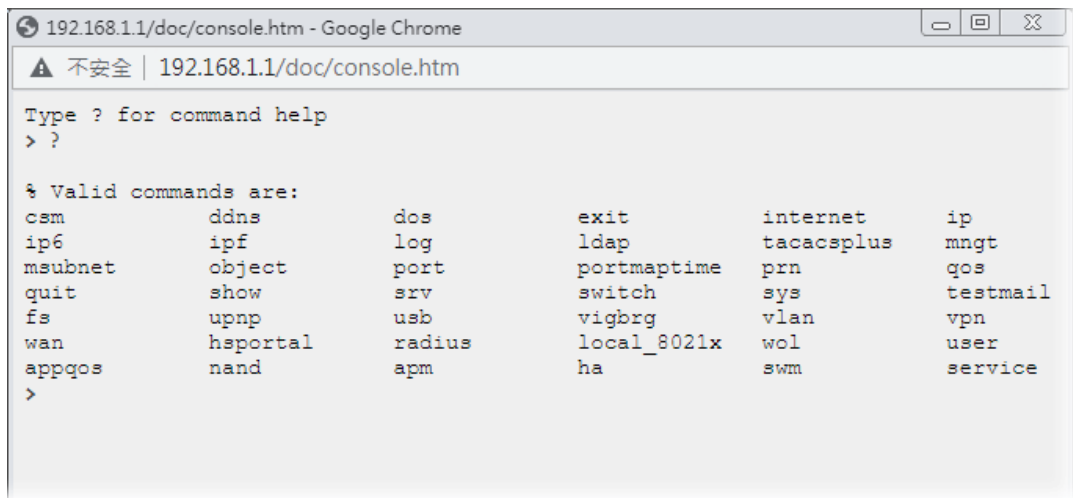 192.168.1.1/doc/console.htm - Google Chrome
不安全 | 192.168.1.1/doc/console.htm
Type ? for command help
> ?
% Valid commands are:
csm ddns dos exit internet ip
ip6 ipf log ldap tacacsplus mngt
msubnet object port portmaptime prn qos
quit show srv switch sys testmail
fs upnp usb vigbrg vlan vpn
wan hsportal radius local_8021x wol user
appqos nand apm ha swm service
>